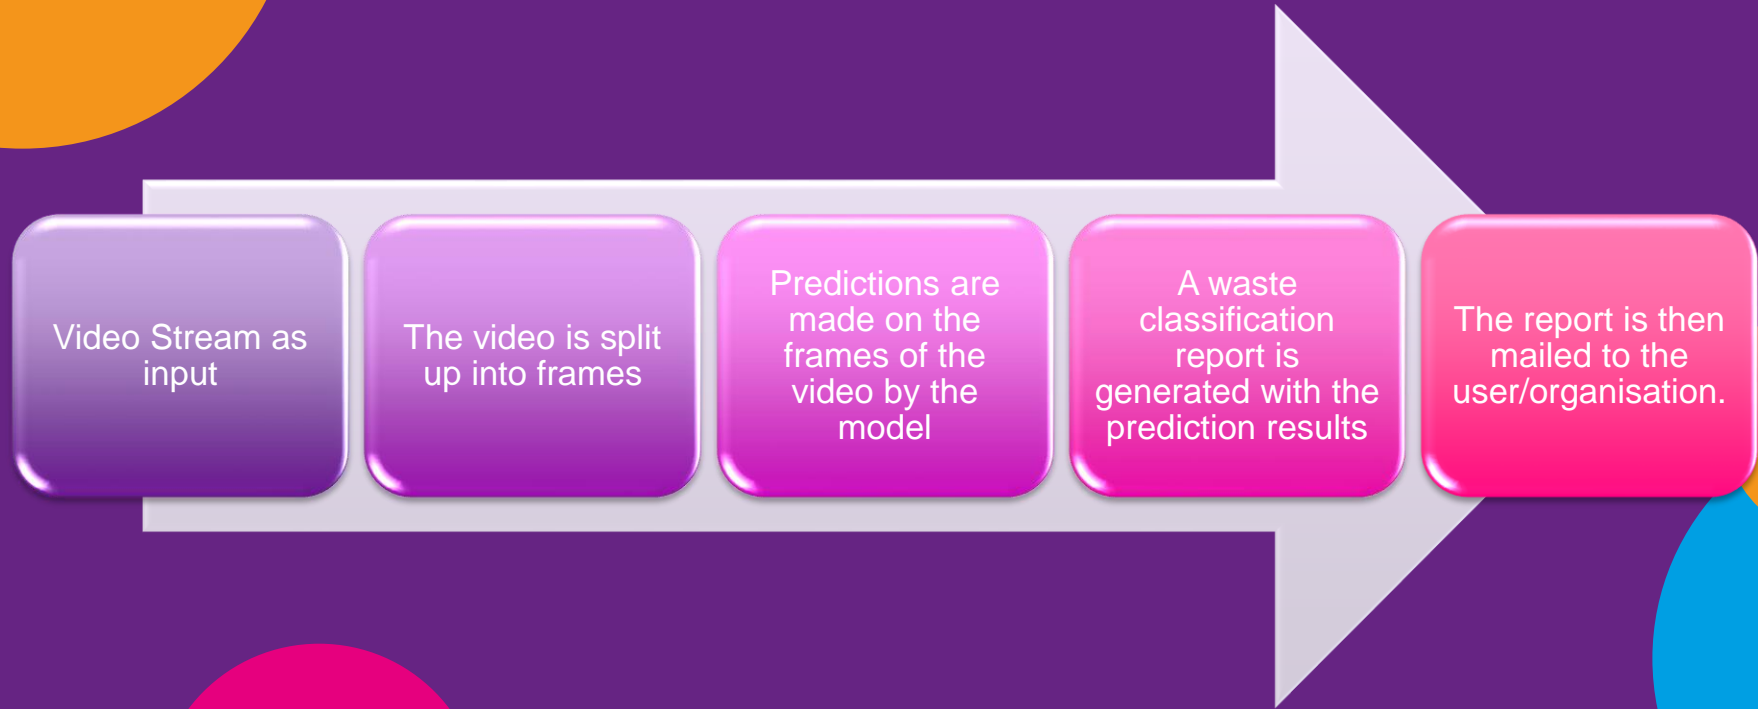 Video Stream as
input
The video is split
up into frames
Predictions are
made on the
frames of the
video by the
model
A waste
classification
report is
generated with the
prediction results
The report is then
mailed to the
user/organisation.